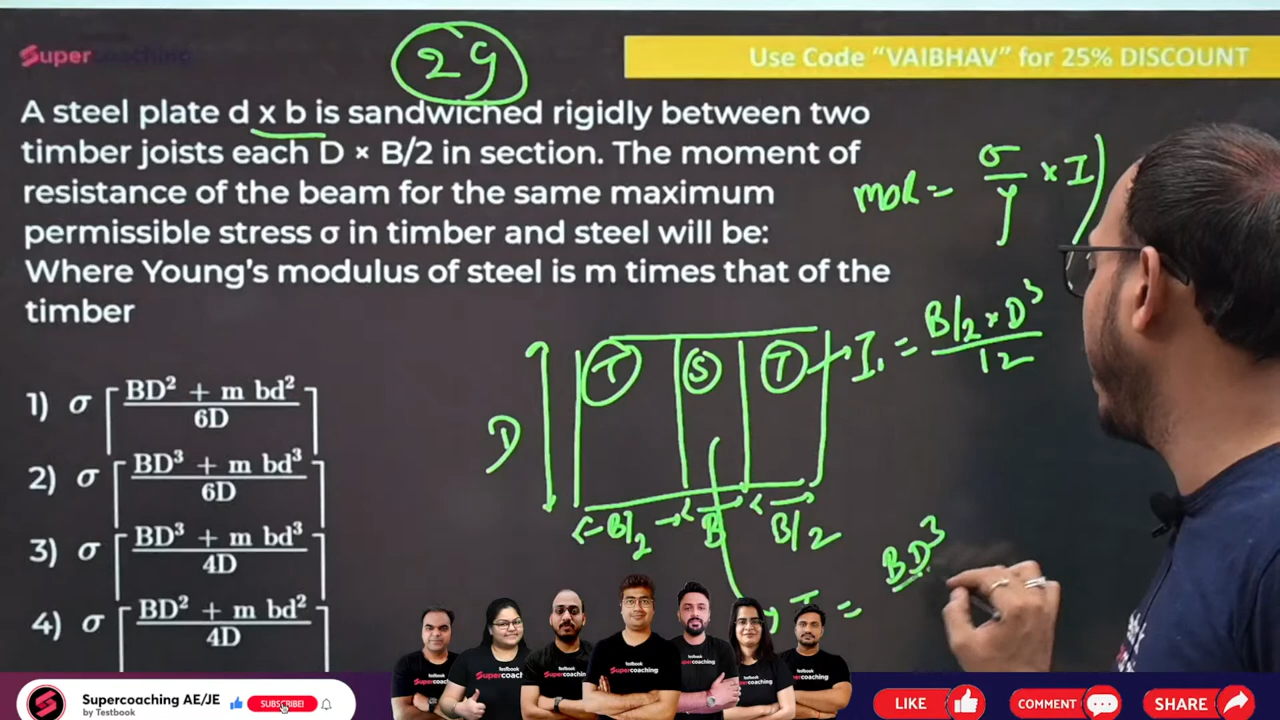 Supercoaching
2g
Use Code “VAIBHAV” for 25% DISCOUNT
A steel plate d x b is sandwiched rigidly between two
timber joists each D × B/2 in section. The moment of
resistance of the beam for the same maximum
permissible stress σ in timber and steel will be:
Where Young's modulus of steel is m times that of the
timber
MOR = σ/y × I)
1) σ [BD² + m bd² / 6D]
2) σ [BD³ + m bd³ / 6D]
3) σ [BD³ + m bd³ / 4D]
4) σ [BD² + m bd² / 4D]
T S T
I₁ = B/2 × D³ / 12
D
B/2 B B/2
I = BD³
testbook
Supercoaching
Supercoaching AE/JE
by Testbook
SUBSCRIBE!
LIKE
COMMENT
SHARE